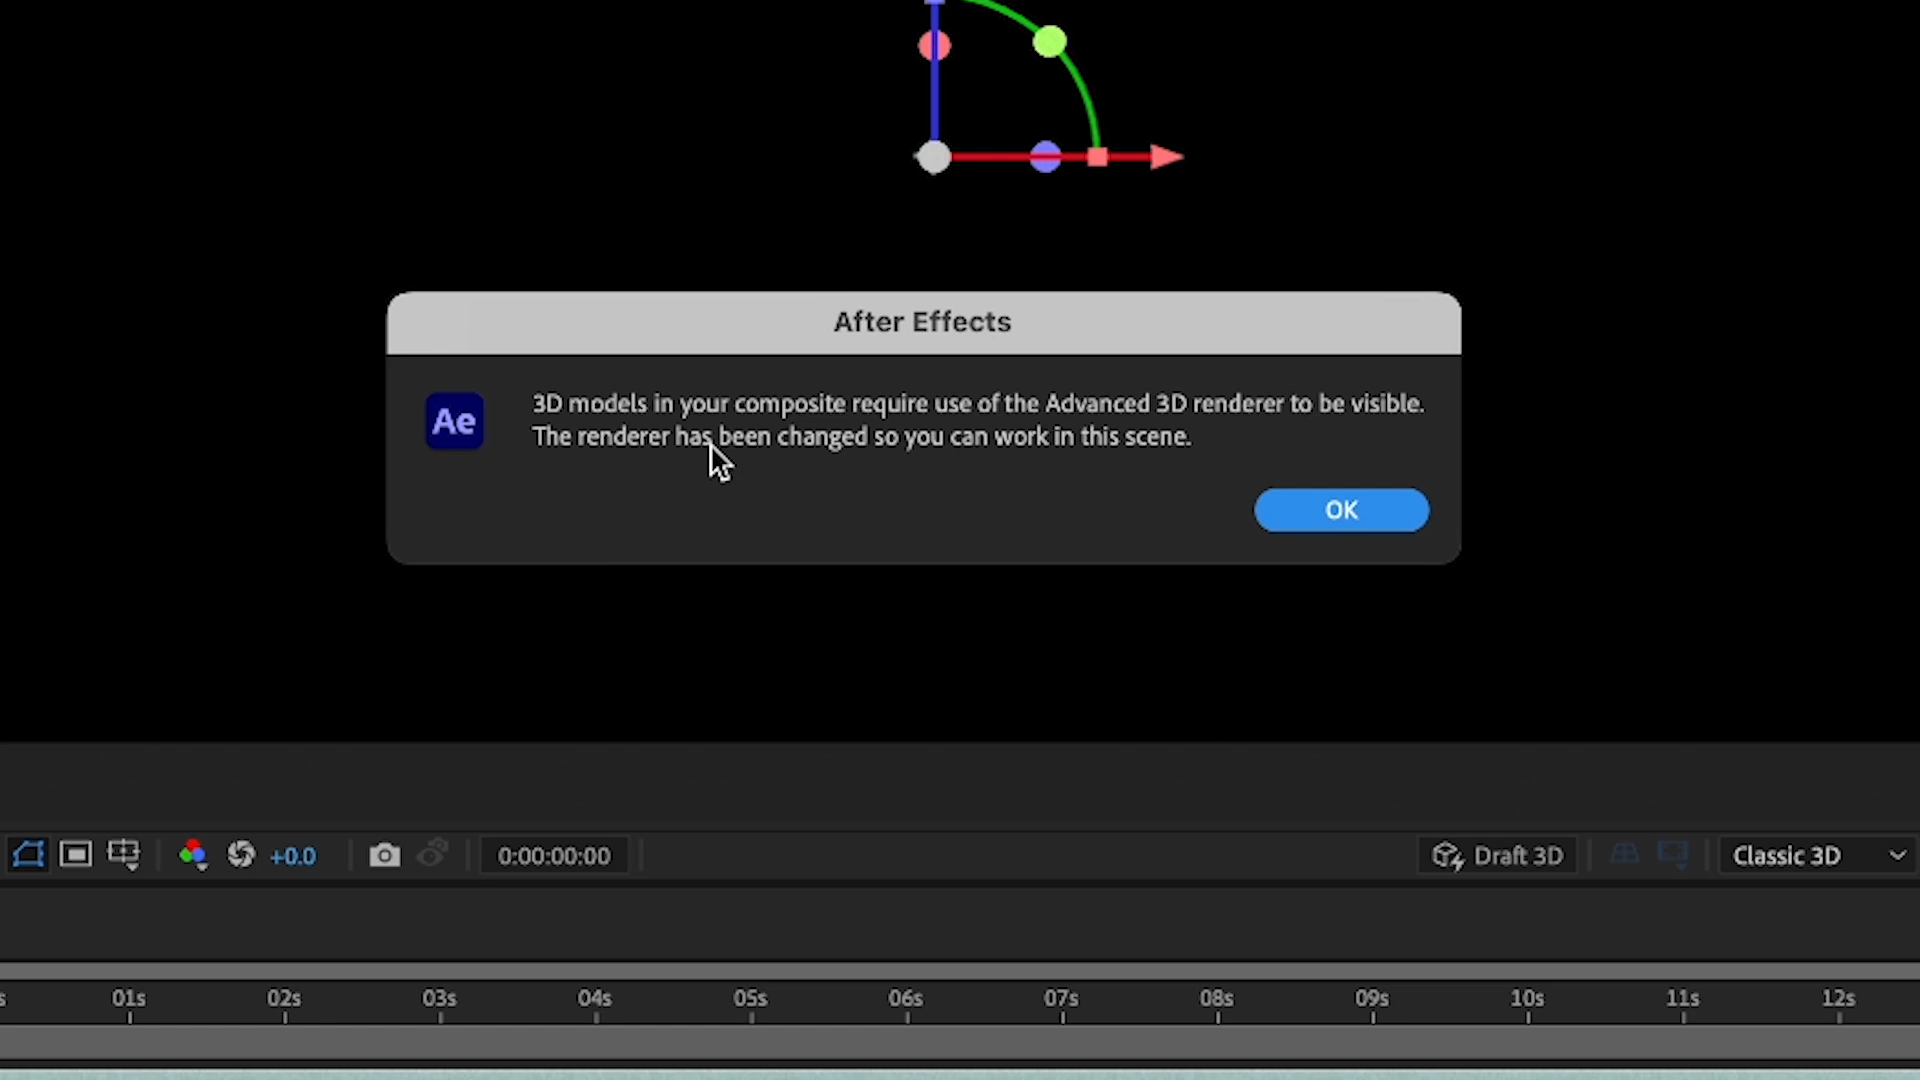 After Effects
Ae
3D models in your composite require use of the Advanced 3D renderer to be visible.
The renderer has been changed so you can work in this scene.
OK
+0.0
0:00:00:00
Draft 3D
Classic 3D
s 01s 02s 03s 04s 05s 06s 07s 08s 09s 10s 11s 12s